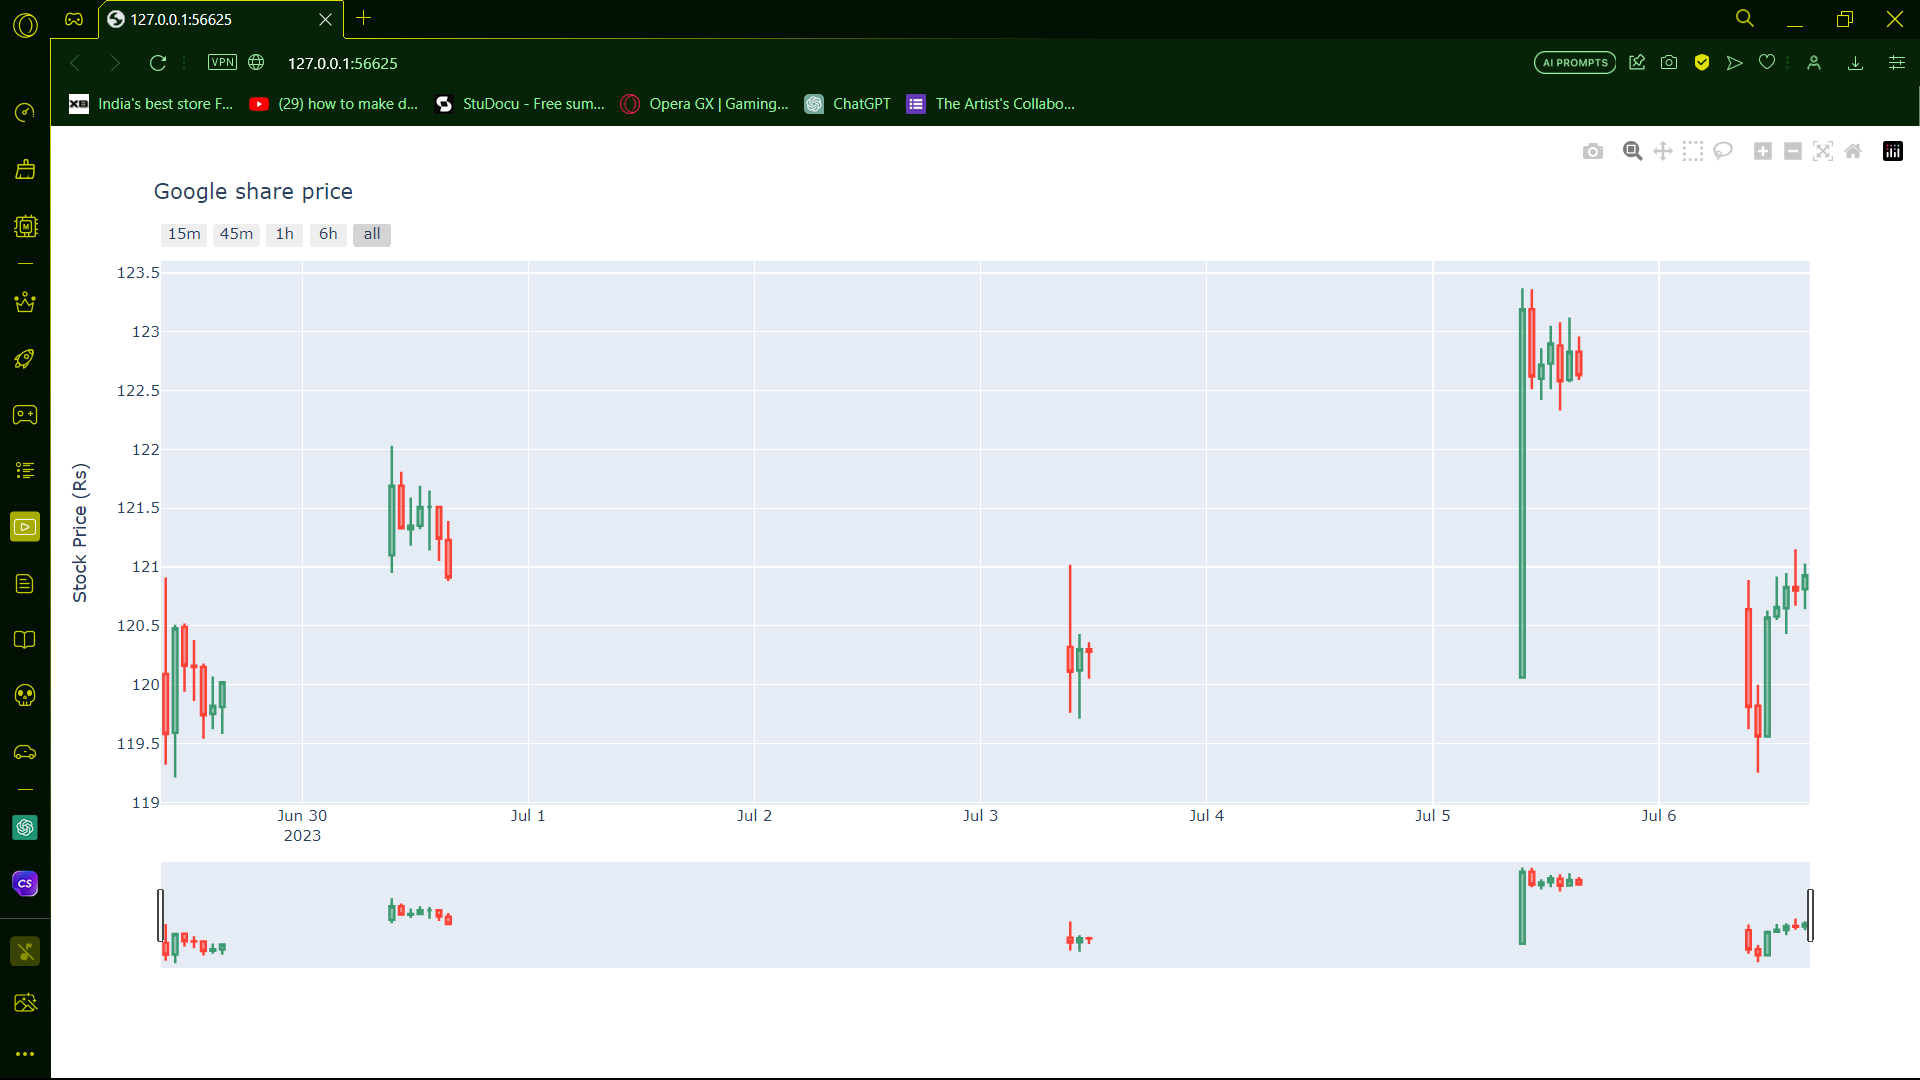 127.0.0.1:56625
VPN
127.0.0.1:56625
AI PROMPTS
XB India's best store F...
(29) how to make d...
StuDocu - Free sum...
Opera GX | Gaming...
ChatGPT
The Artist's Collabo...
Google share price
15m 45m 1h 6h all
123.5
123
122.5
122
121.5
121
120.5
120
119.5
119
Stock Price (Rs)
Jun 30
2023
Jul 1
Jul 2
Jul 3
Jul 4
Jul 5
Jul 6
M
CS